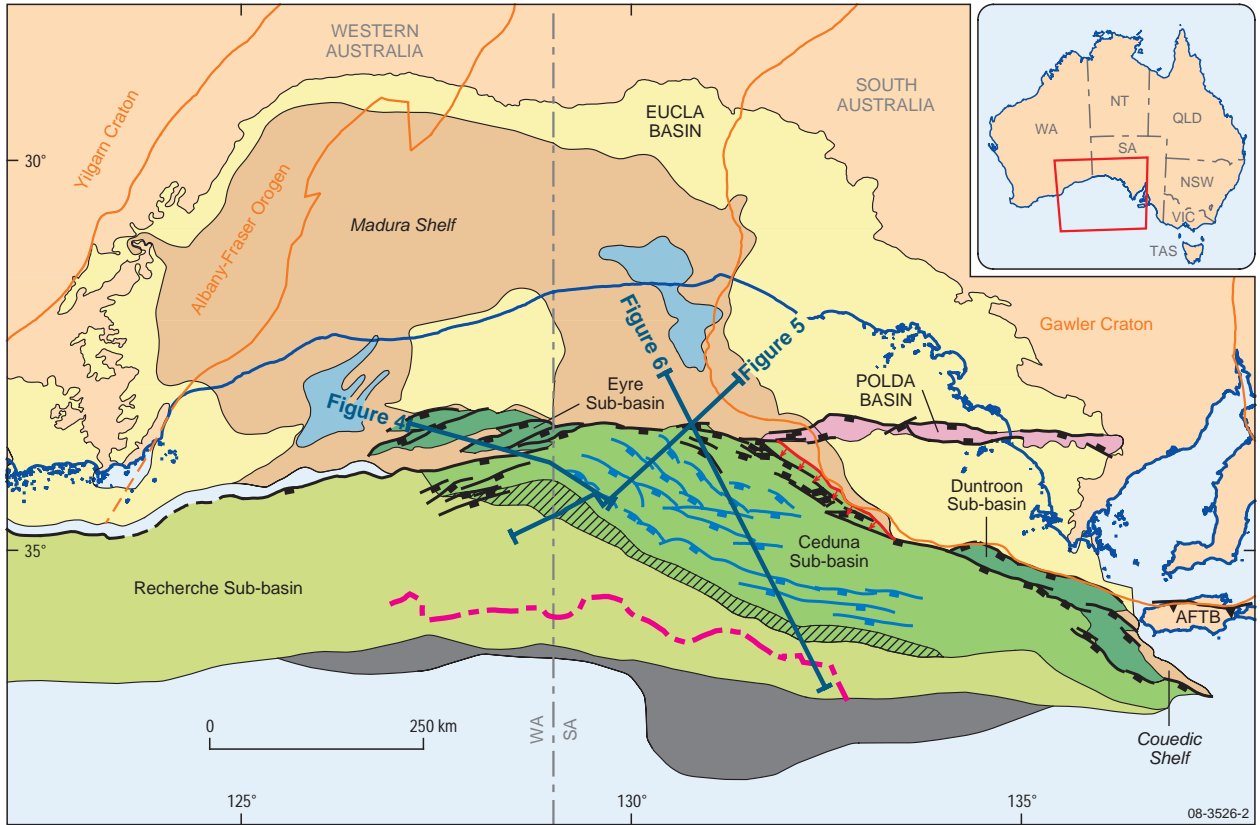 WESTERN
AUSTRALIA
SOUTH
AUSTRALIA
EUCLA
BASIN
NT
WA
QLD
SA
NSW
VIC
TAS
30°
Yilgarn Craton
Albany-Fraser Orogen
Madura Shelf
Figure 6
Figure 5
Gawler Craton
Figure 4
Eyre
Sub-basin
POLDA
BASIN
Duntroon
Sub-basin
35°
Ceduna
Sub-basin
Recherche Sub-basin
AFTB
0
250 km
WA
SA
Couedic
Shelf
125°
130°
135°
08-3526-2